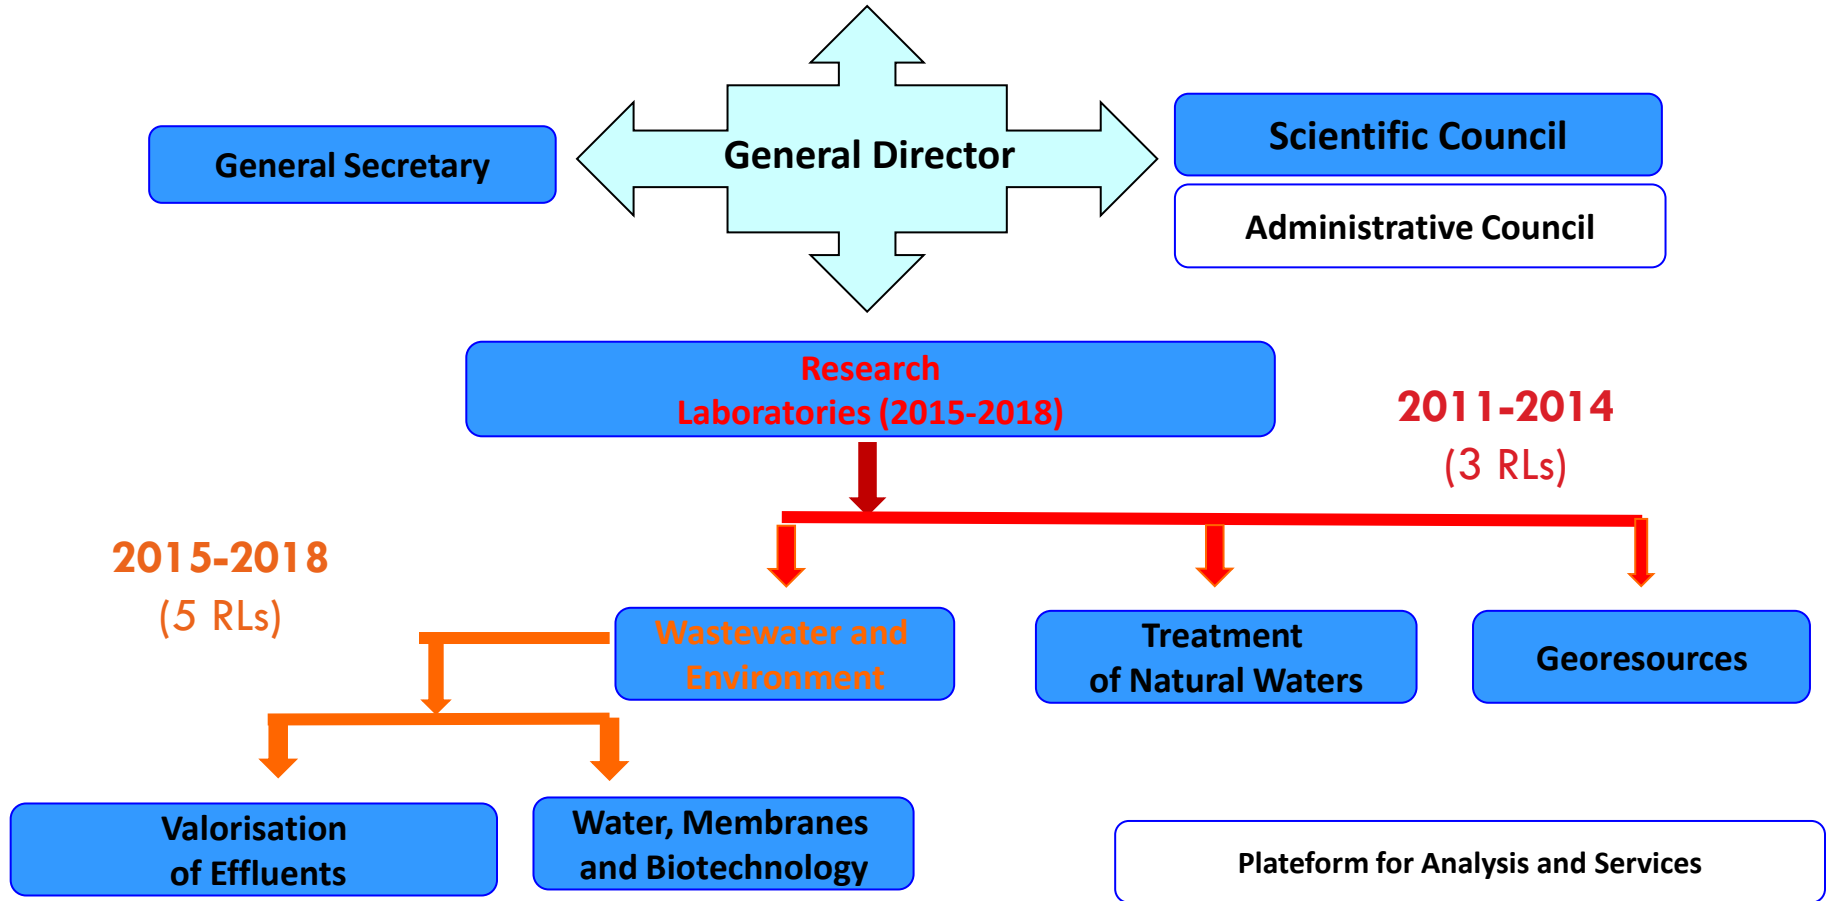 General Secretary
General Director
Scientific Council
Administrative Council
Research
Laboratories (2015-2018)
2011-2014
(3 RLs)
2015-2018
(5 RLs)
Wastewater and
Environment
Treatment
of Natural Waters
Georesources
Valorisation
of Effluents
Water, Membranes
and Biotechnology
Plateform for Analysis and Services